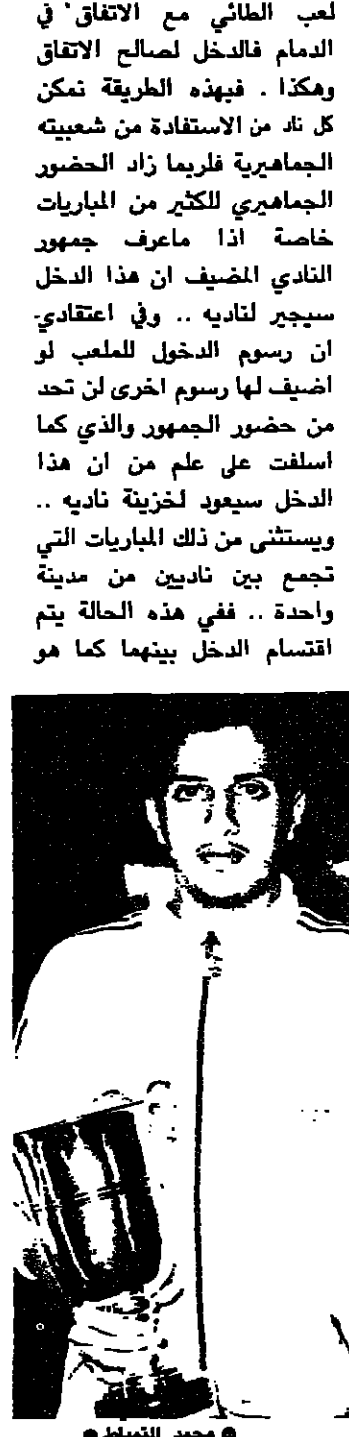 لعب الطائي مع الاتفاق في
الدمام فالدخل لصالح الاتفاق
وهكذا . فبهذه الطريقة نمكن
كل ناد من الاستفادة من شعبيته
الجماهيرية فلربما زاد الحضور
الجماهيري للكثير من المباريات
خاصة اذا ماعرف جمهور
النادي المضيف ان هذا الدخل
سيجير لناديه .. وفي اعتقادي
ان رسوم الدخول للملعب لو
اضيف لها رسوم اخرى لن تحد
من حضور الجمهور والذي كما
اسلفت على علم من ان هذا
الدخل سيعود لخزينة ناديه ..
ويستثنى من ذلك المباريات التي
تجمع بين ناديين من مدينة
واحدة .. ففي هذه الحالة يتم
اقتسام الدخل بينهما كما هو